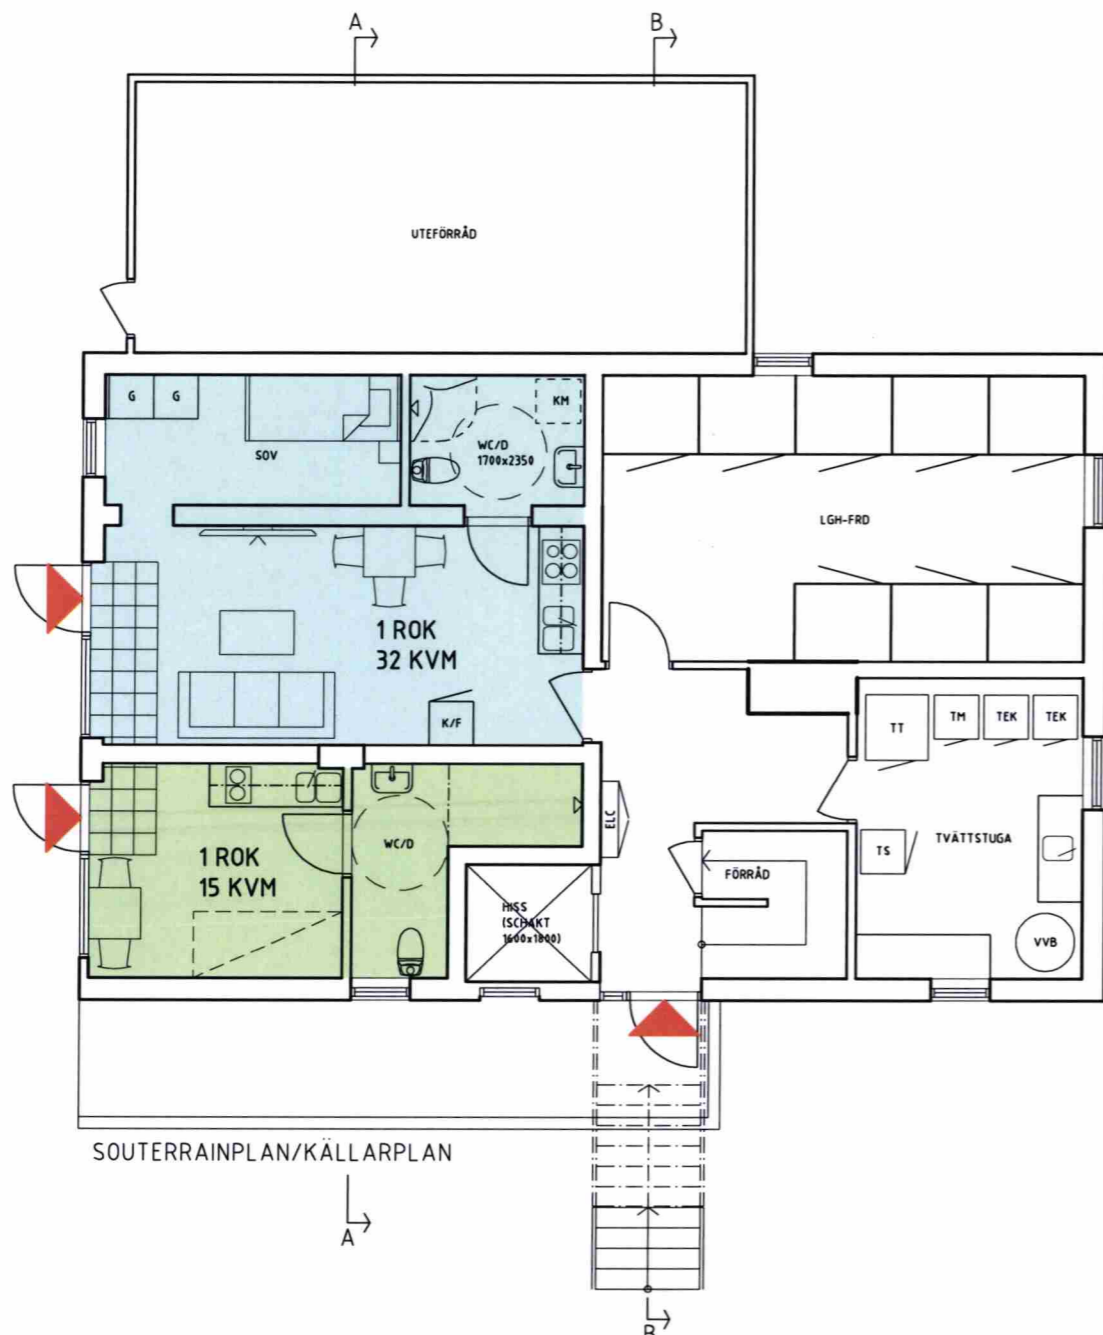 A B
UTEFÖRRÅD
G G
SOV
KM
WC/D
1700x2350
LGH-FRD
1 ROK
32 KVM
K/F
TT TM TEK TEK
ELC
TS
TVÄTTSTUGA
1 ROK
15 KVM
WC/D
HISS
(SCHAKT
1600x1800)
FÖRRÅD
VVB
SOUTERRAINPLAN/KÄLLARPLAN
A
B